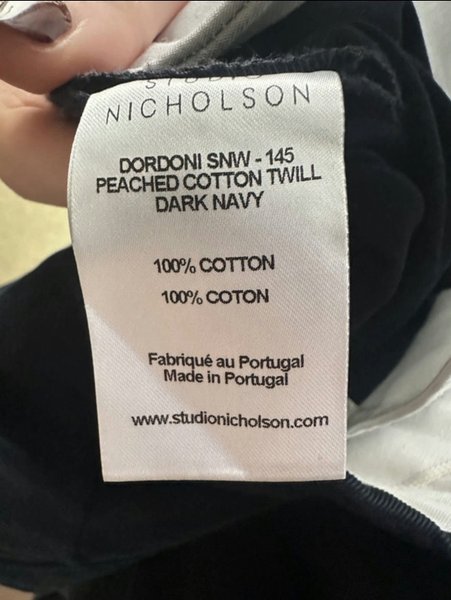 STUDIO
NICHOLSON
DORDONI SNW - 145
PEACHED COTTON TWILL
DARK NAVY
100% COTTON
100% COTON
Fabriqué au Portugal
Made in Portugal
www.studionicholson.com